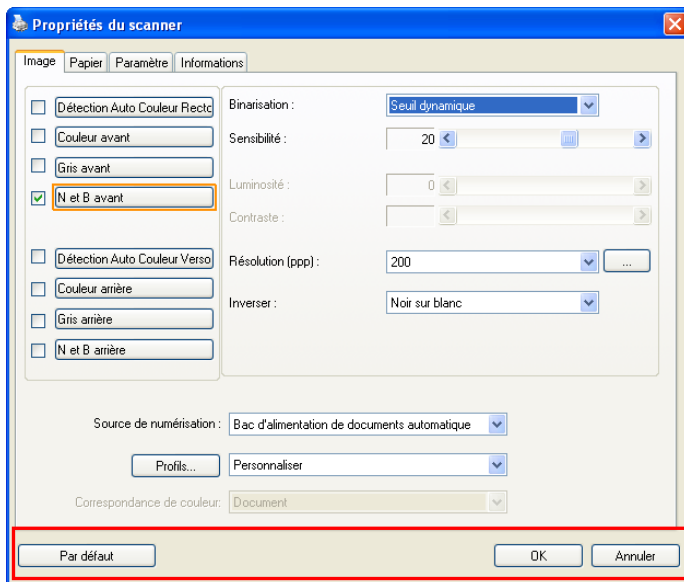 Propriétés du scanner
Image Papier Paramètre Informations
Détection Auto Couleur Recto
Couleur avant
Gris avant
N et B avant
Détection Auto Couleur Verso
Couleur arrière
Gris arrière
N et B arrière
Binarisation : Seuil dynamique
Sensibilité : 20
Luminosité : 0
Contraste :
Résolution (ppp) : 200 ...
Inverser : Noir sur blanc
Source de numérisation : Bac d'alimentation de documents automatique
Profils... Personnaliser
Correspondance de couleur: Document
Par défaut OK Annuler